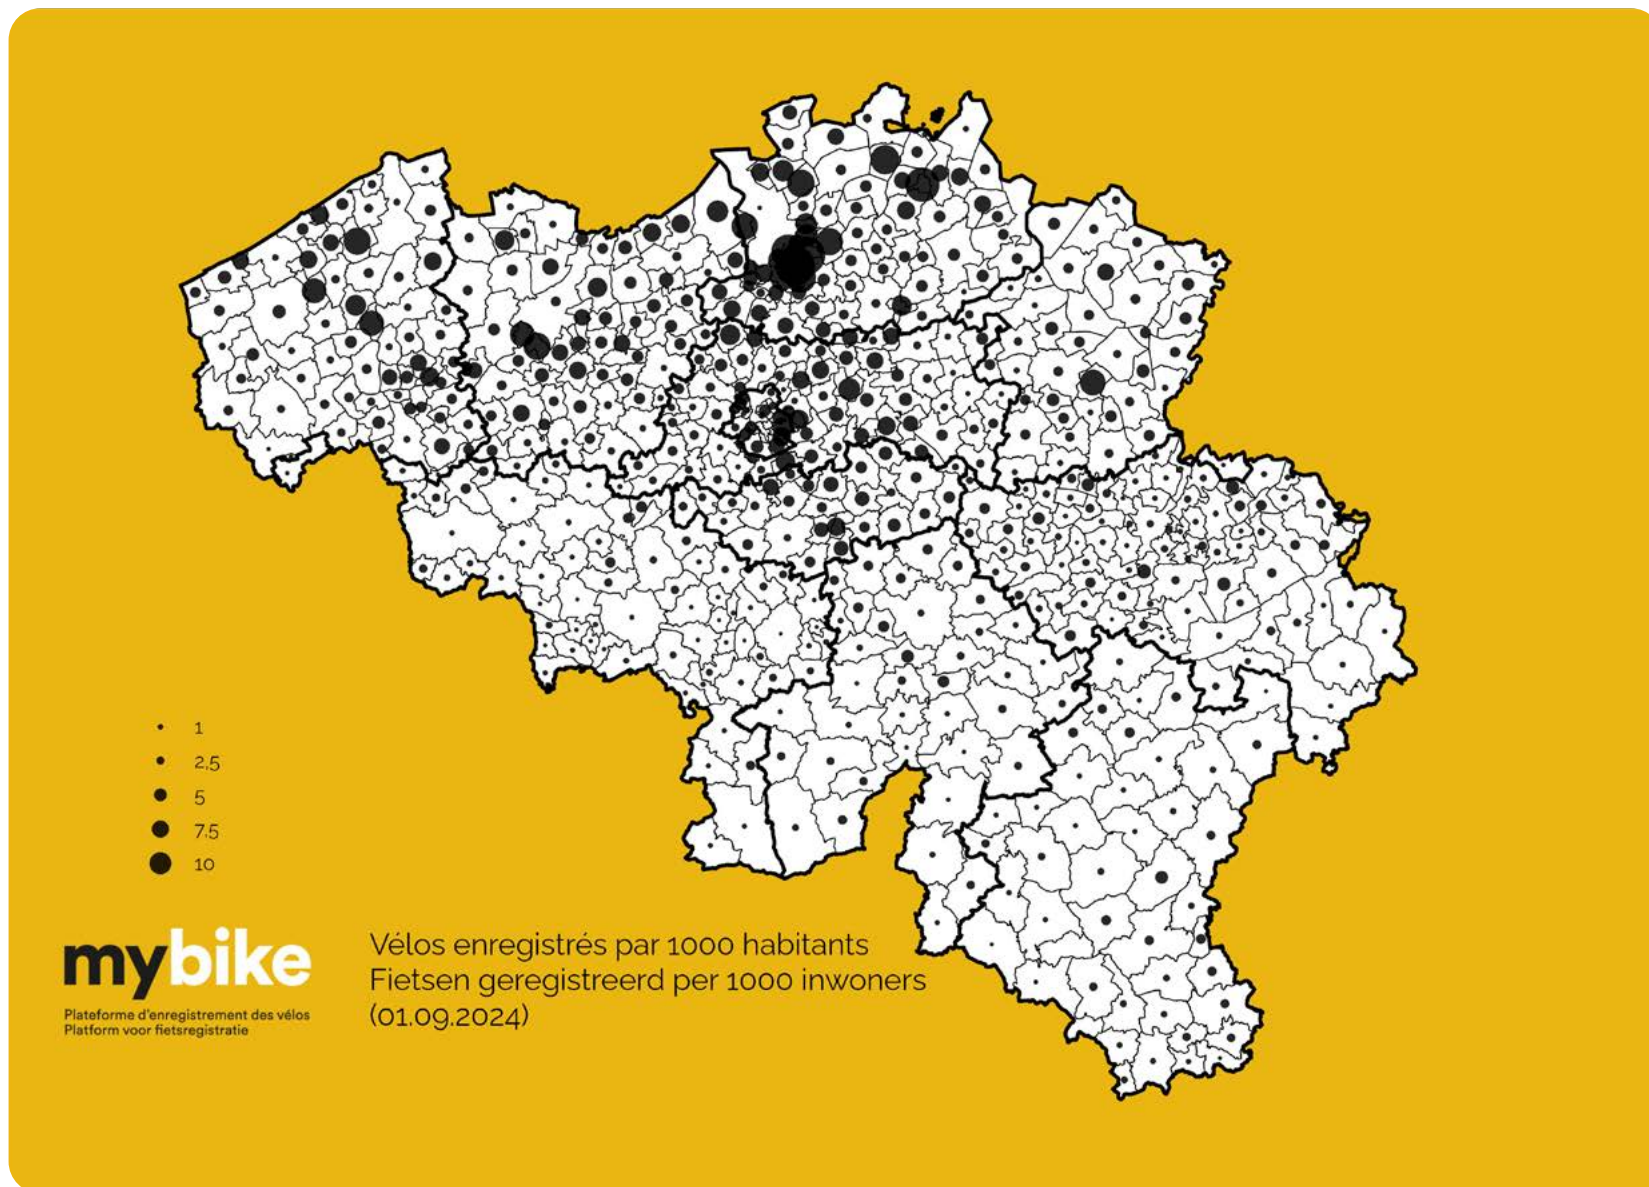 1
2,5
5
7,5
10
mybike
Plateforme d'enregistrement des vélos
Platform voor fietsregistratie
Vélos enregistrés par 1000 habitants
Fietsen geregistreerd per 1000 inwoners
(01.09.2024)